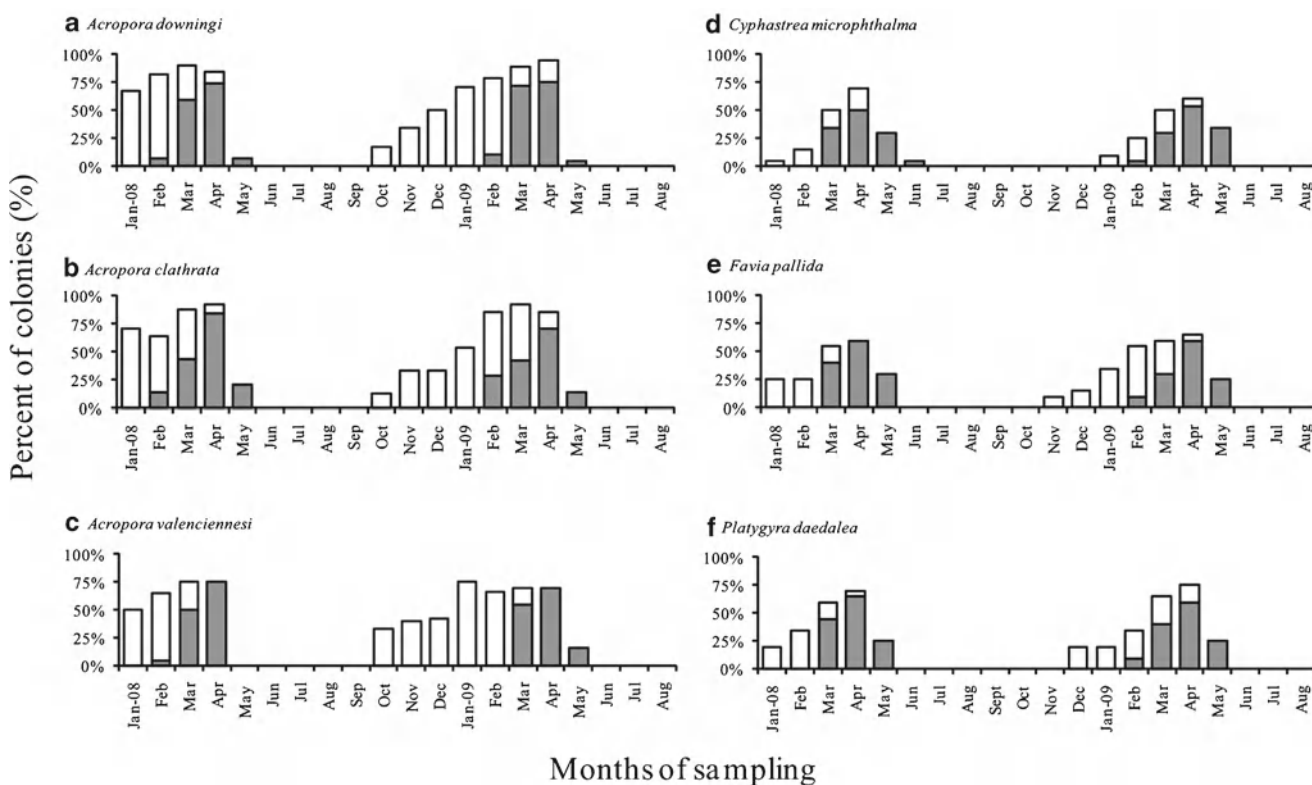 Percent of colonies (%)
a Acropora downingi
100%
75%
50%
25%
0%
Jan-08 Feb Mar Apr May Jun Jul Aug Sep Oct Nov Dec Jan-09 Feb Mar Apr May Jun Jul Aug
b Acropora clathrata
100%
75%
50%
25%
0%
Jan-08 Feb Mar Apr May Jun Jul Aug Sep Oct Nov Dec Jan-09 Feb Mar Apr May Jun Jul Aug
c Acropora valenciennesi
100%
75%
50%
25%
0%
Jan-08 Feb Mar Apr May Jun Jul Aug Sep Oct Nov Dec Jan-09 Feb Mar Apr May Jun Jul Aug
d Cyphastrea microphthalma
100%
75%
50%
25%
0%
Jan-08 Feb Mar Apr May Jun Jul Aug Sep Oct Nov Dec Jan-09 Feb Mar Apr May Jun Jul Aug
e Favia pallida
100%
75%
50%
25%
0%
Jan-08 Feb Mar Apr May Jun Jul Aug Sep Oct Nov Dec Jan-09 Feb Mar Apr May Jun Jul Aug
f Platygyra daedalea
100%
75%
50%
25%
0%
Jan-08 Feb Mar Apr May Jun Jul Aug Sept Oct Nov Dec Jan-09 Feb Mar Apr May Jun Jul Aug
Months of sampling